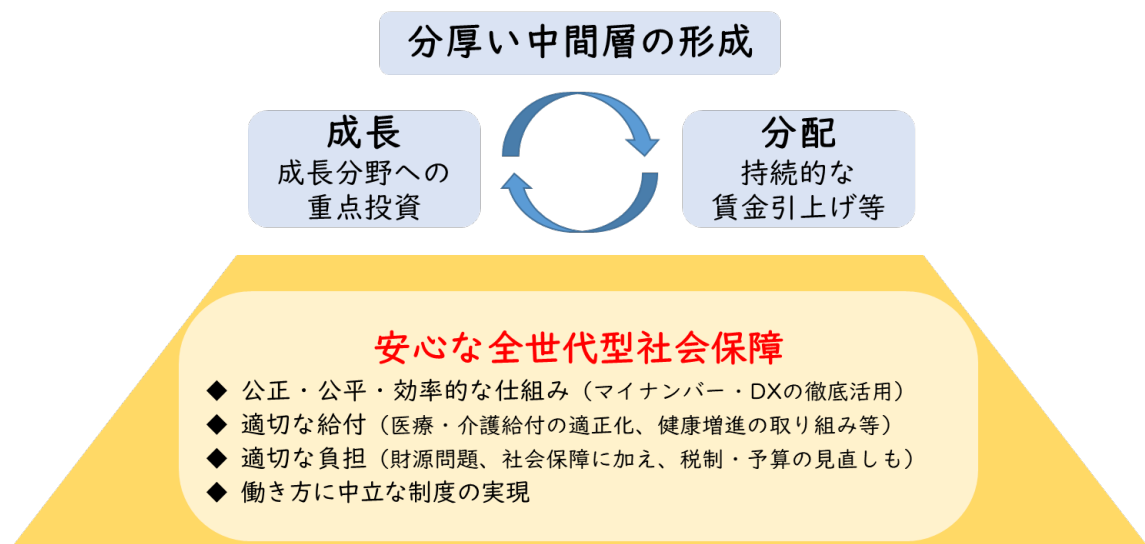 分厚い中間層の形成
成長
成長分野への
重点投資
分配
持続的な
賃金引上げ等
安心な全世代型社会保障
◆ 公正・公平・効率的な仕組み（マイナンバー・DXの徹底活用）
◆ 適切な給付（医療・介護給付の適正化、健康増進の取り組み等）
◆ 適切な負担（財源問題、社会保障に加え、税制・予算の見直しも）
◆ 働き方に中立な制度の実現